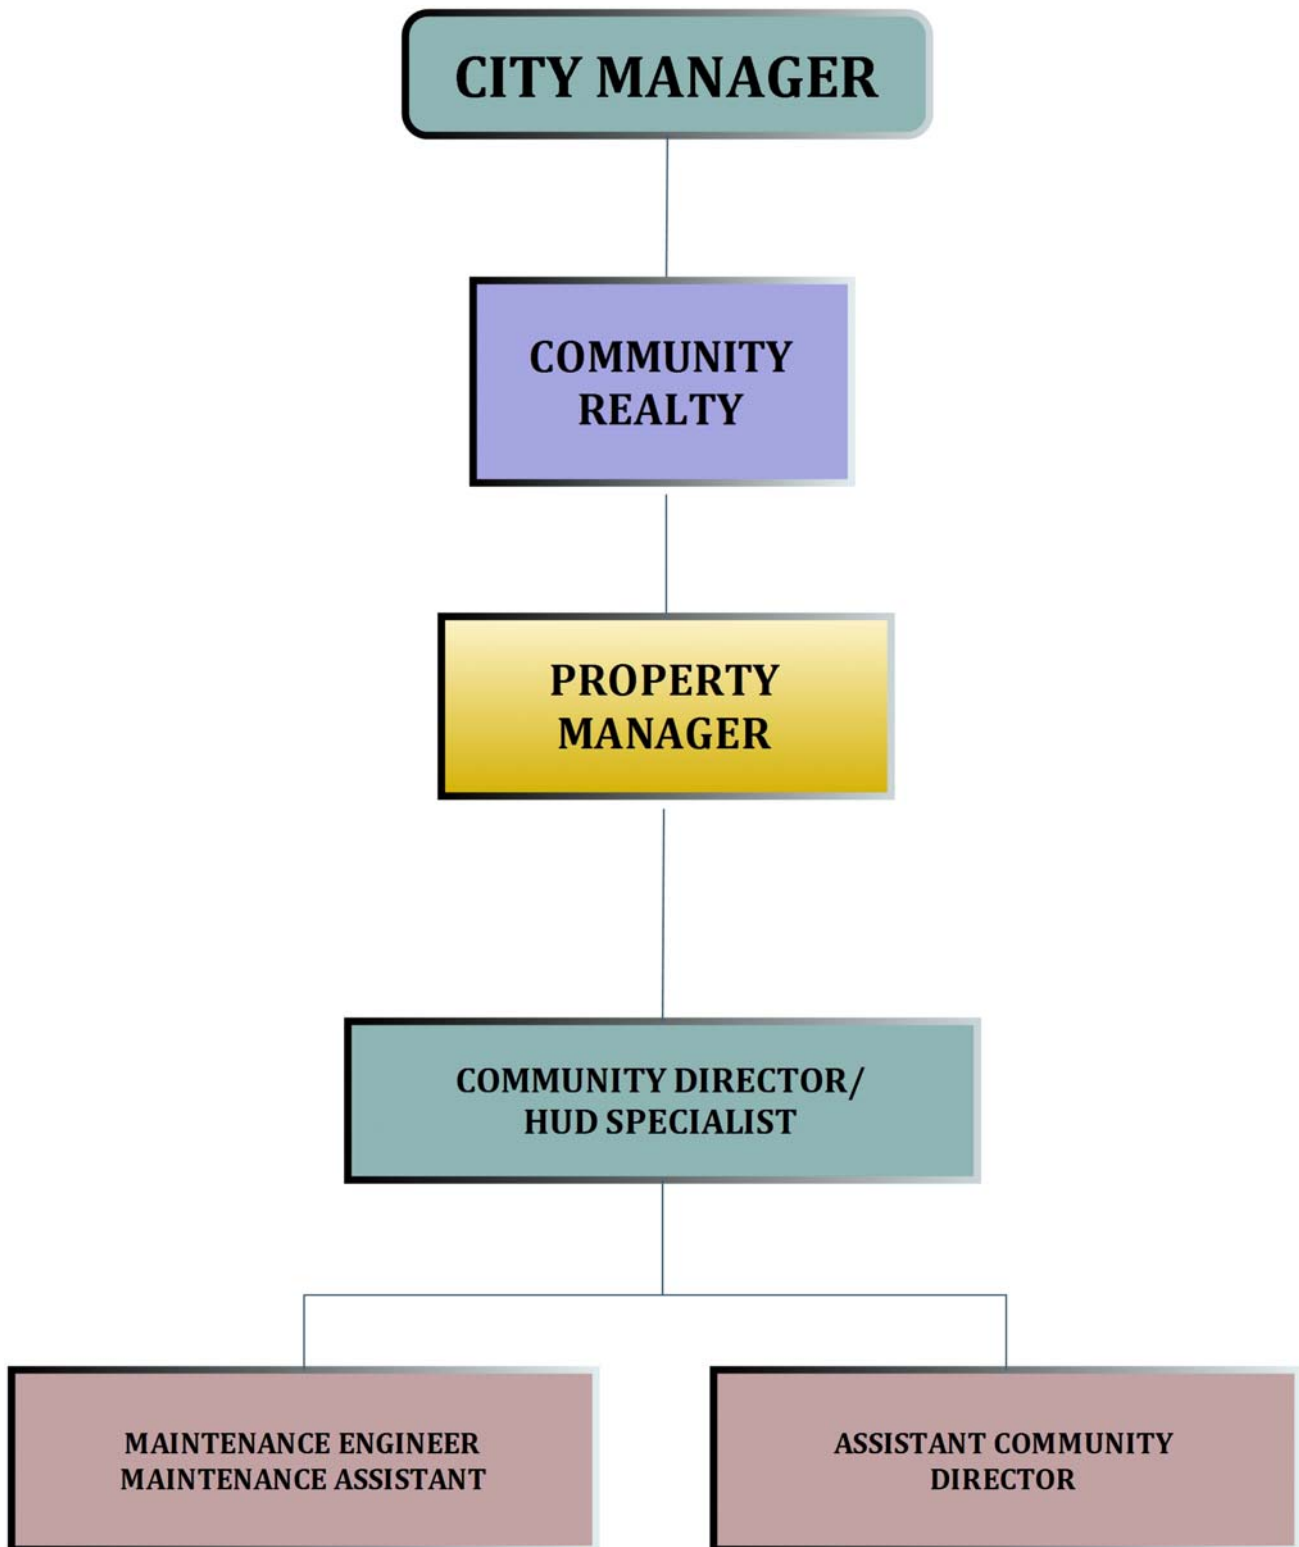 CITY MANAGER
COMMUNITY
REALTY
PROPERTY
MANAGER
COMMUNITY DIRECTOR/
HUD SPECIALIST
MAINTENANCE ENGINEER
MAINTENANCE ASSISTANT
ASSISTANT COMMUNITY
DIRECTOR